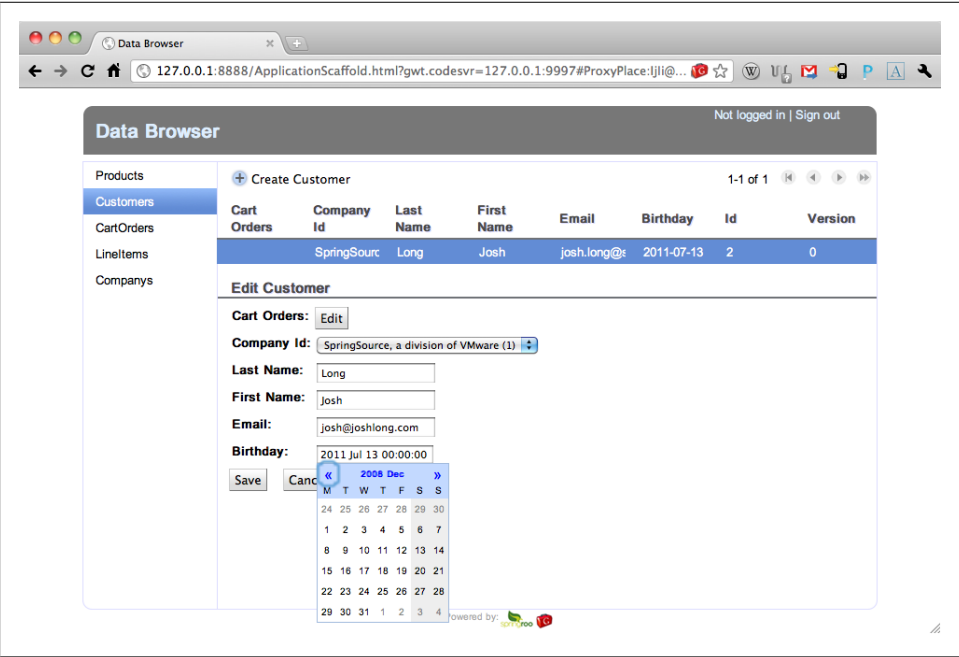 Data Browser
127.0.0.1:8888/ApplicationScaffold.html?gwt.codesvr=127.0.0.1:9997#ProxyPlace:ljli@...
Not logged in | Sign out
Data Browser
Products
Customers
CartOrders
LineItems
Companys
Create Customer
1-1 of 1
Cart Orders Company Id Last Name First Name Email Birthday Id Version
SpringSourc Long Josh josh.long@s 2011-07-13 2 0
Edit Customer
Cart Orders: Edit
Company Id: SpringSource, a division of VMware (1)
Last Name: Long
First Name: Josh
Email: josh@joshlong.com
Birthday: 2011 Jul 13 00:00:00
Save Canc
« 2008 Dec »
M T W T F S S
24 25 26 27 28 29 30
1 2 3 4 5 6 7
8 9 10 11 12 13 14
15 16 17 18 19 20 21
22 23 24 25 26 27 28
29 30 31 1 2 3 4
owered by: springroo